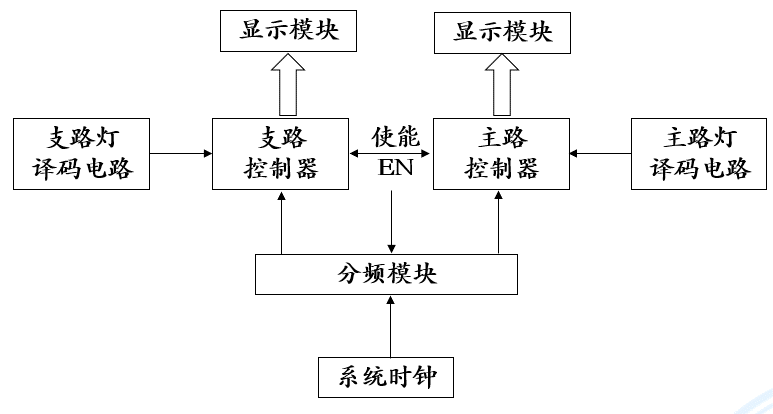 显示模块
显示模块
支路灯
译码电路
支路
控制器
使能
EN
主路
控制器
主路灯
译码电路
分频模块
系统时钟